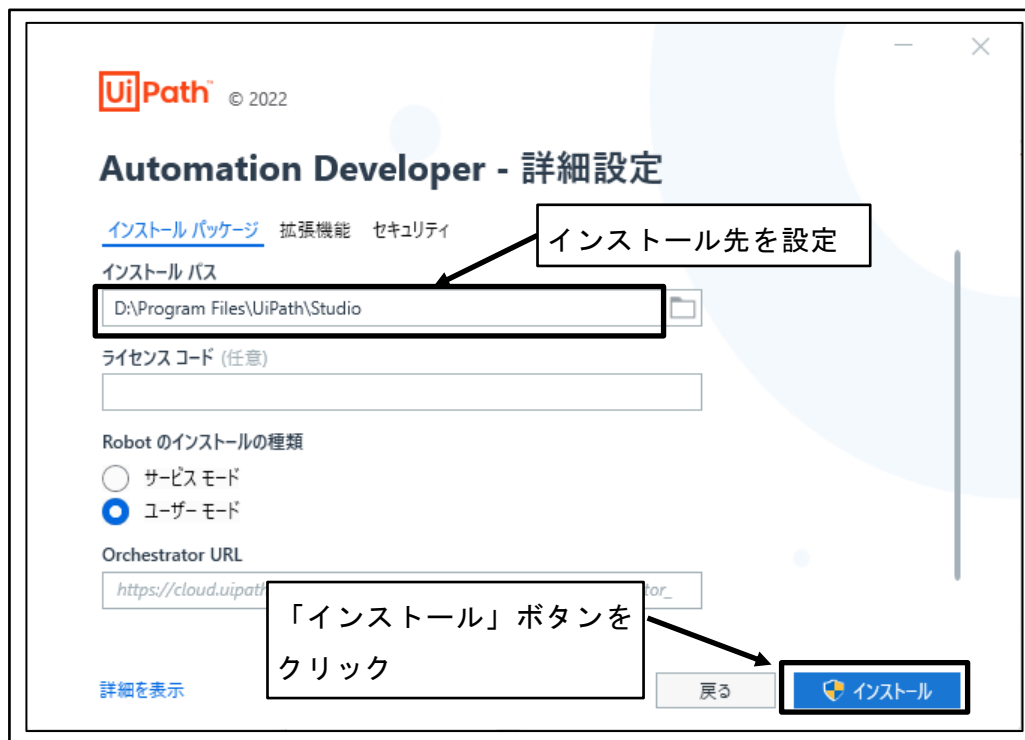 UiPath™ © 2022
Automation Developer - 詳細設定
インストール パッケージ 拡張機能 セキュリティ
インストール先を設定
インストール パス
D:\Program Files\UiPath\Studio
ライセンス コード (任意)
Robot のインストールの種類
サービス モード
ユーザー モード
Orchestrator URL
https://cloud.uipath
tor_
「インストール」ボタンを
クリック
詳細を表示
戻る
インストール